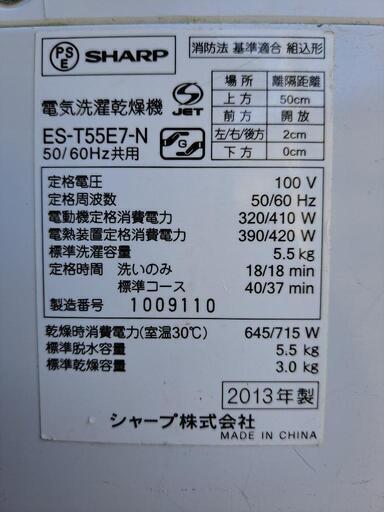 PSE SHARP
消防法 基準適合 組込形
場所 離隔距離
上方 50cm
前方 開放
左/右/後方 2cm
下方 0cm
電気洗濯乾燥機
S JET
ES-T55E7-N
50/60Hz共用
定格電圧 100 V
定格周波数 50/60 Hz
電動機定格消費電力 320/410 W
電熱装置定格消費電力 390/420 W
標準洗濯容量 5.5 kg
定格時間 洗いのみ 18/18 min
標準コース 40/37 min
製造番号 1009110
乾燥時消費電力(室温30℃) 645/715 W
標準脱水容量 5.5 kg
標準乾燥容量 3.0 kg
2013年製
シャープ株式会社
MADE IN CHINA